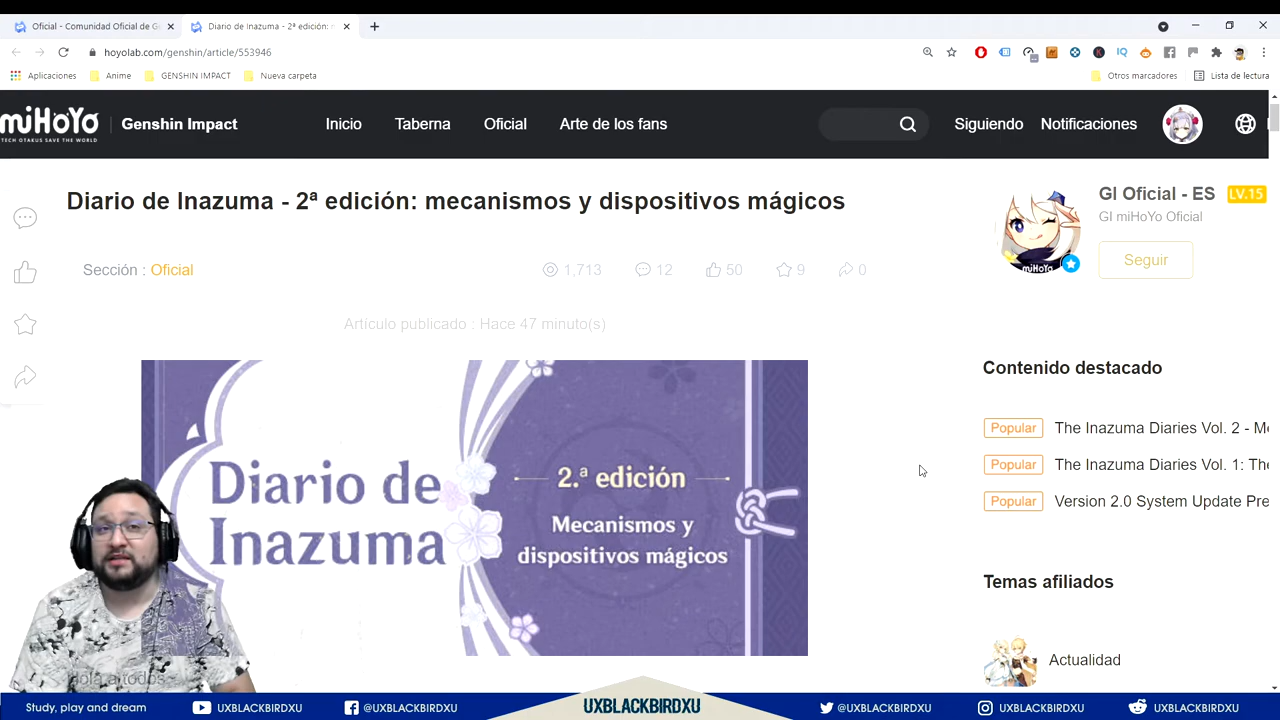 Oficial - Comunidad Oficial de Ge
Diario de Inazuma - 2ª edición: m
hoyolab.com/genshin/article/553946
IQ
Aplicaciones
Anime
GENSHIN IMPACT
Nueva carpeta
Otros marcadores
Lista de lectura
miHoYo
TECH OTAKUS SAVE THE WORLD
Genshin Impact
Inicio
Taberna
Oficial
Arte de los fans
Siguiendo
Notificaciones
Diario de Inazuma - 2ª edición: mecanismos y dispositivos mágicos
GI Oficial - ES
LV.15
GI miHoYo Oficial
miHoYo
Seguir
Sección : Oficial
1,713
12
50
9
0
Artículo publicado : Hace 47 minuto(s)
Diario de
Inazuma
2.ª edición
Mecanismos y
dispositivos mágicos
Contenido destacado
Popular The Inazuma Diaries Vol. 2 - Me
Popular The Inazuma Diaries Vol. 1: The
Popular Version 2.0 System Update Pre
Temas afiliados
Actualidad
Hola a todos
Study, play and dream
UXBLACKBIRDXU
@UXBLACKBIRDXU
UXBLACKBIRDXU
@UXBLACKBIRDXU
UXBLACKBIRDXU
UXBLACKBIRDXU